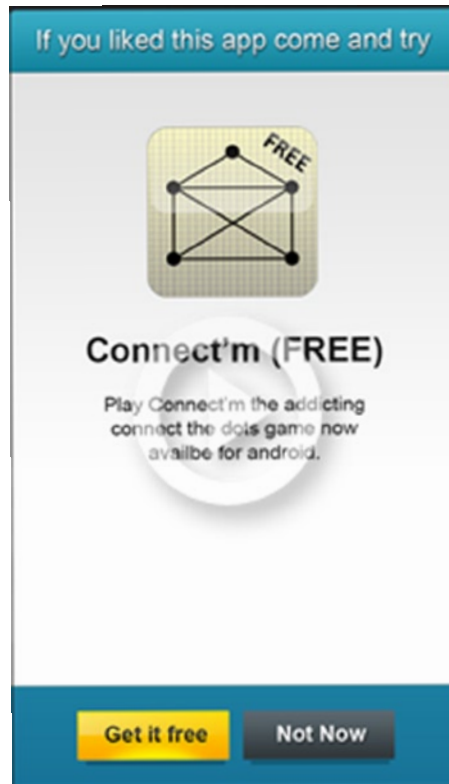 If you liked this app come and try
FREE
Connect'm (FREE)
Play Connect'm the addicting
connect the dots game now
availbe for android.
Get it free
Not Now